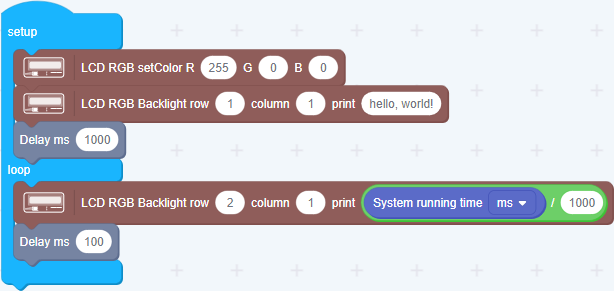 setup
LCD RGB setColor R 255 G 0 B 0
LCD RGB Backlight row 1 column 1 print hello, world!
Delay ms 1000
loop
LCD RGB Backlight row 2 column 1 print System running time ms / 1000
Delay ms 100